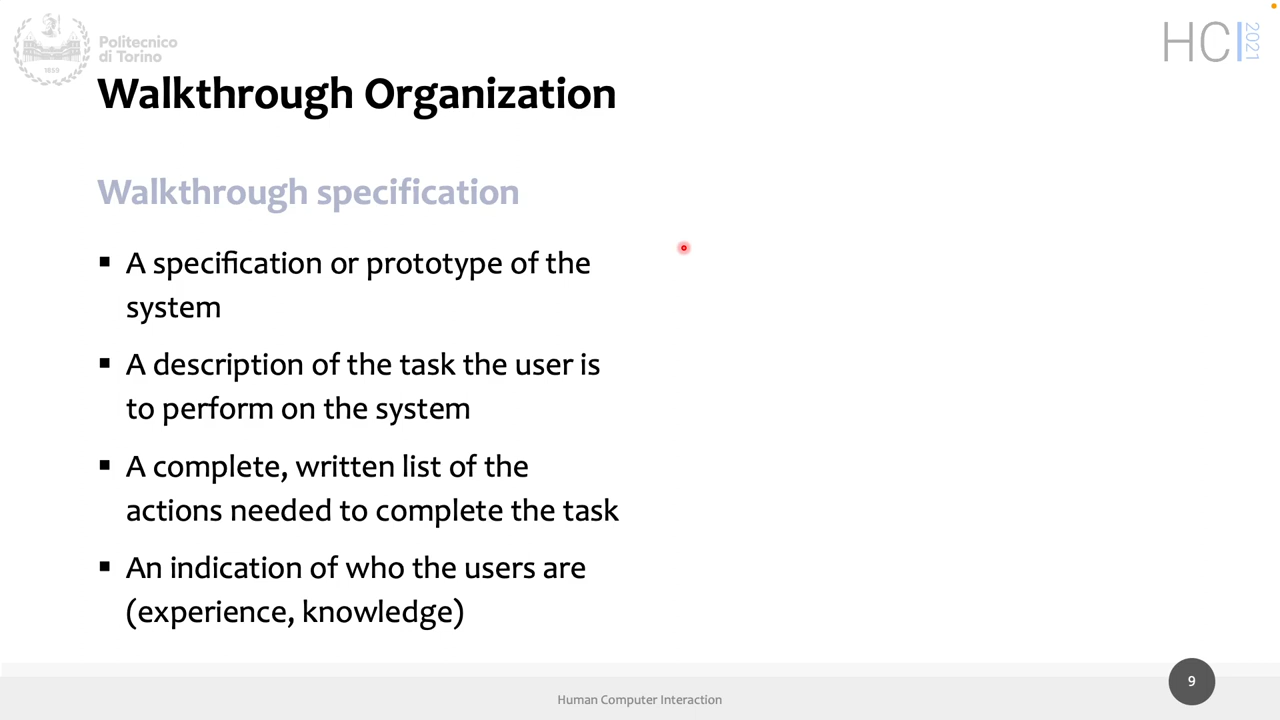 Politecnico
di Torino
1859
HCI 2021
Walkthrough Organization
Walkthrough specification
▪ A specification or prototype of the
system
▪ A description of the task the user is
to perform on the system
▪ A complete, written list of the
actions needed to complete the task
▪ An indication of who the users are
(experience, knowledge)
Human Computer Interaction
9